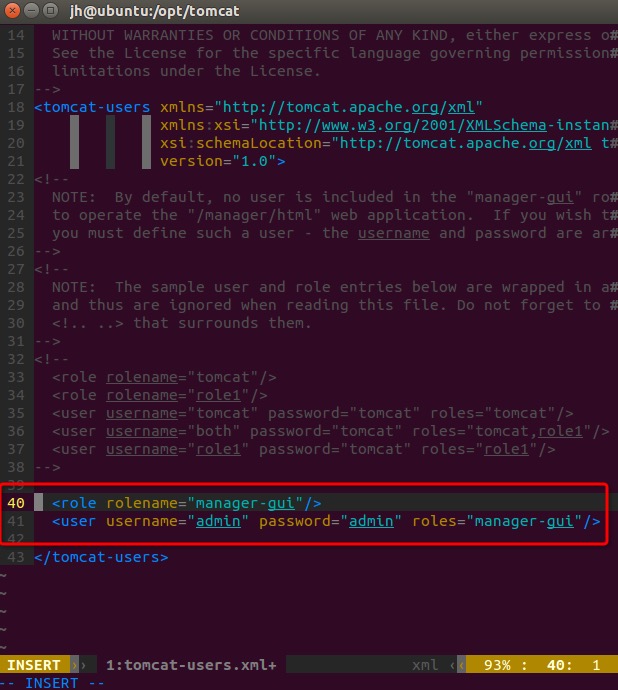 jh@ubuntu:/opt/tomcat
14   WITHOUT WARRANTIES OR CONDITIONS OF ANY KIND, either express o#
15   See the License for the specific language governing permission#
16   limitations under the License.
17 -->
18 <tomcat-users xmlns="http://tomcat.apache.org/xml"
19               xmlns:xsi="http://www.w3.org/2001/XMLSchema-instan#
20               xsi:schemaLocation="http://tomcat.apache.org/xml t#
21               version="1.0">
22 <!--
23   NOTE:  By default, no user is included in the "manager-gui" ro#
24   to operate the "/manager/html" web application.  If you wish t#
25   you must define such a user - the username and password are ar#
26 -->
27 <!--
28   NOTE:  The sample user and role entries below are wrapped in a#
29   and thus are ignored when reading this file. Do not forget to #
30   <!.. ..> that surrounds them.
31 -->
32 <!--
33   <role rolename="tomcat"/>
34   <role rolename="role1"/>
35   <user username="tomcat" password="tomcat" roles="tomcat"/>
36   <user username="both" password="tomcat" roles="tomcat,role1"/>
37   <user username="role1" password="tomcat" roles="role1"/>
38 -->
39
40   <role rolename="manager-gui"/>
41   <user username="admin" password="admin" roles="manager-gui"/>
42
43 </tomcat-users>
~
~
~
~
~
INSERT 1:tomcat-users.xml+ xml 93% : 40: 1
-- INSERT --